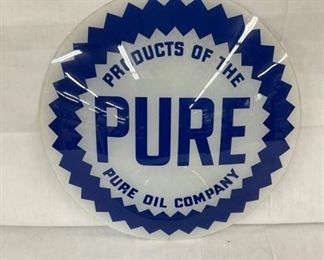 PRODUCTS OF THE
PURE
PURE OIL COMPANY